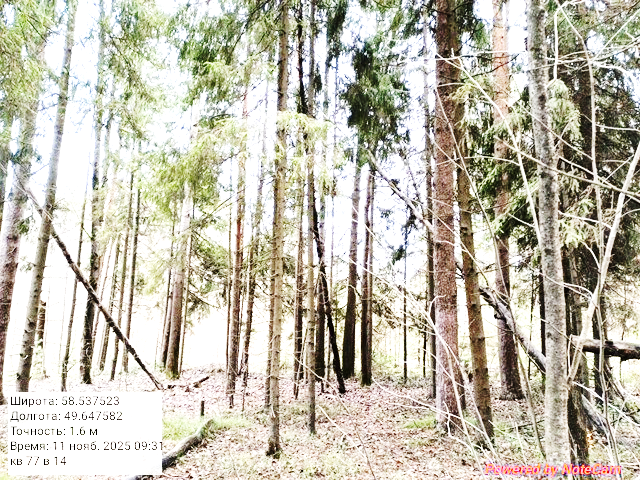 Широта: 58.537523
Долгота: 49.647582
Точность: 1.6 м
Время: 11 нояб. 2025 09:31
кв 77 в 14
Powered by NoteCam